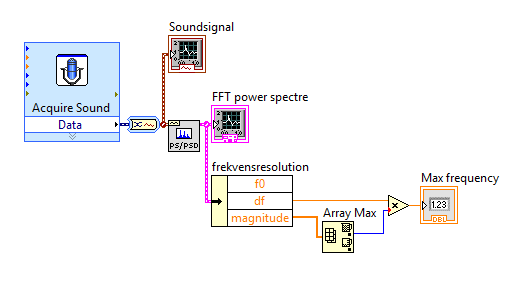 Soundsignal
Acquire Sound
Data
FFT power spectre
PS/PSD
frekvensresolution
f0
df
magnitude
Array Max
Max frequency
1.23
DBL